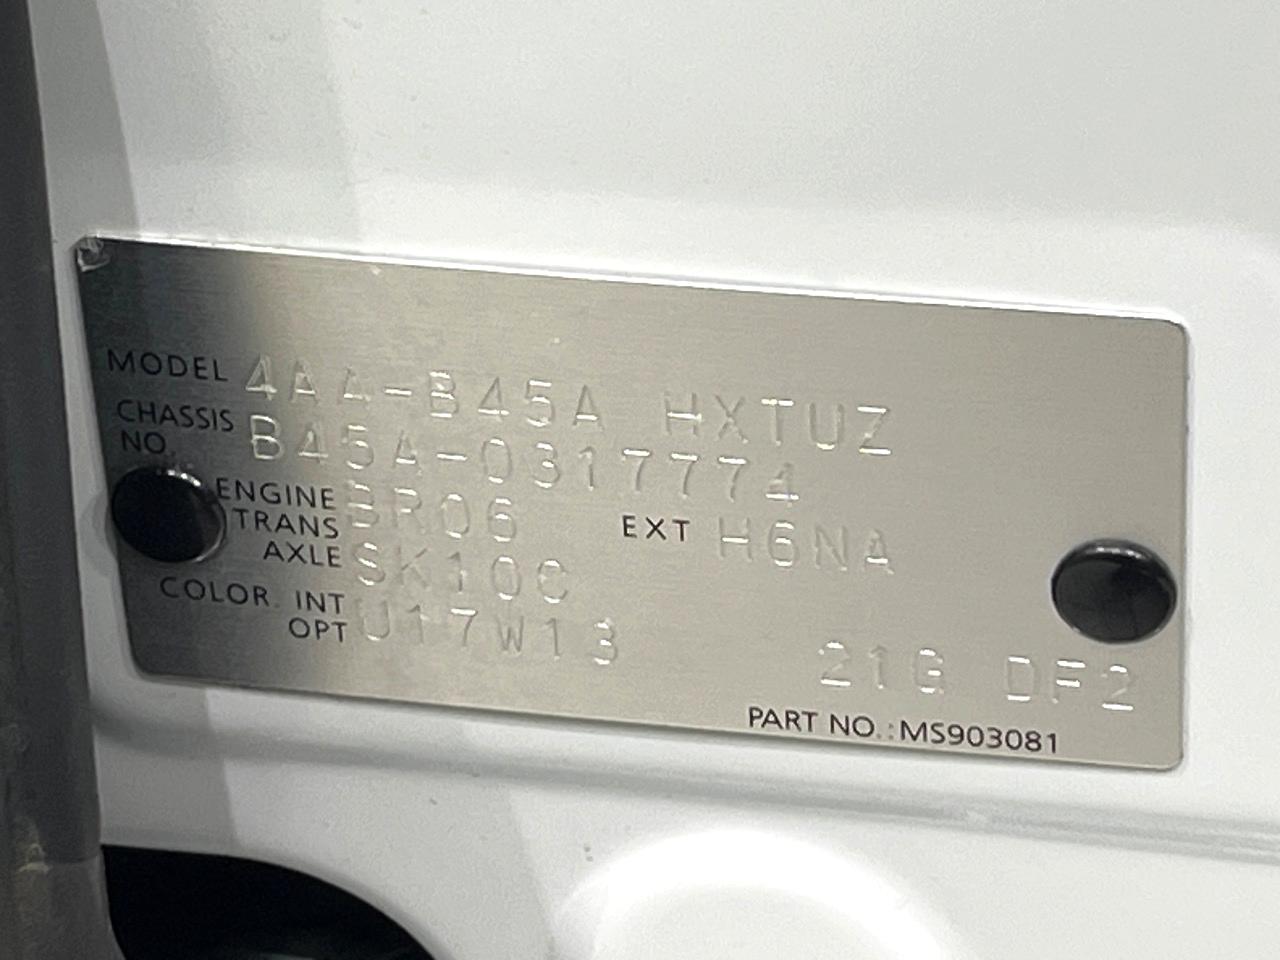 MODEL 4AA-B45A HXTUZ
CHASSIS NO. B45A-0317774
ENGINE BR06 EXT H6NA
TRANS AXLE SK10C
COLOR INT U17W13
OPT 21G DF2
PART NO.:MS903081